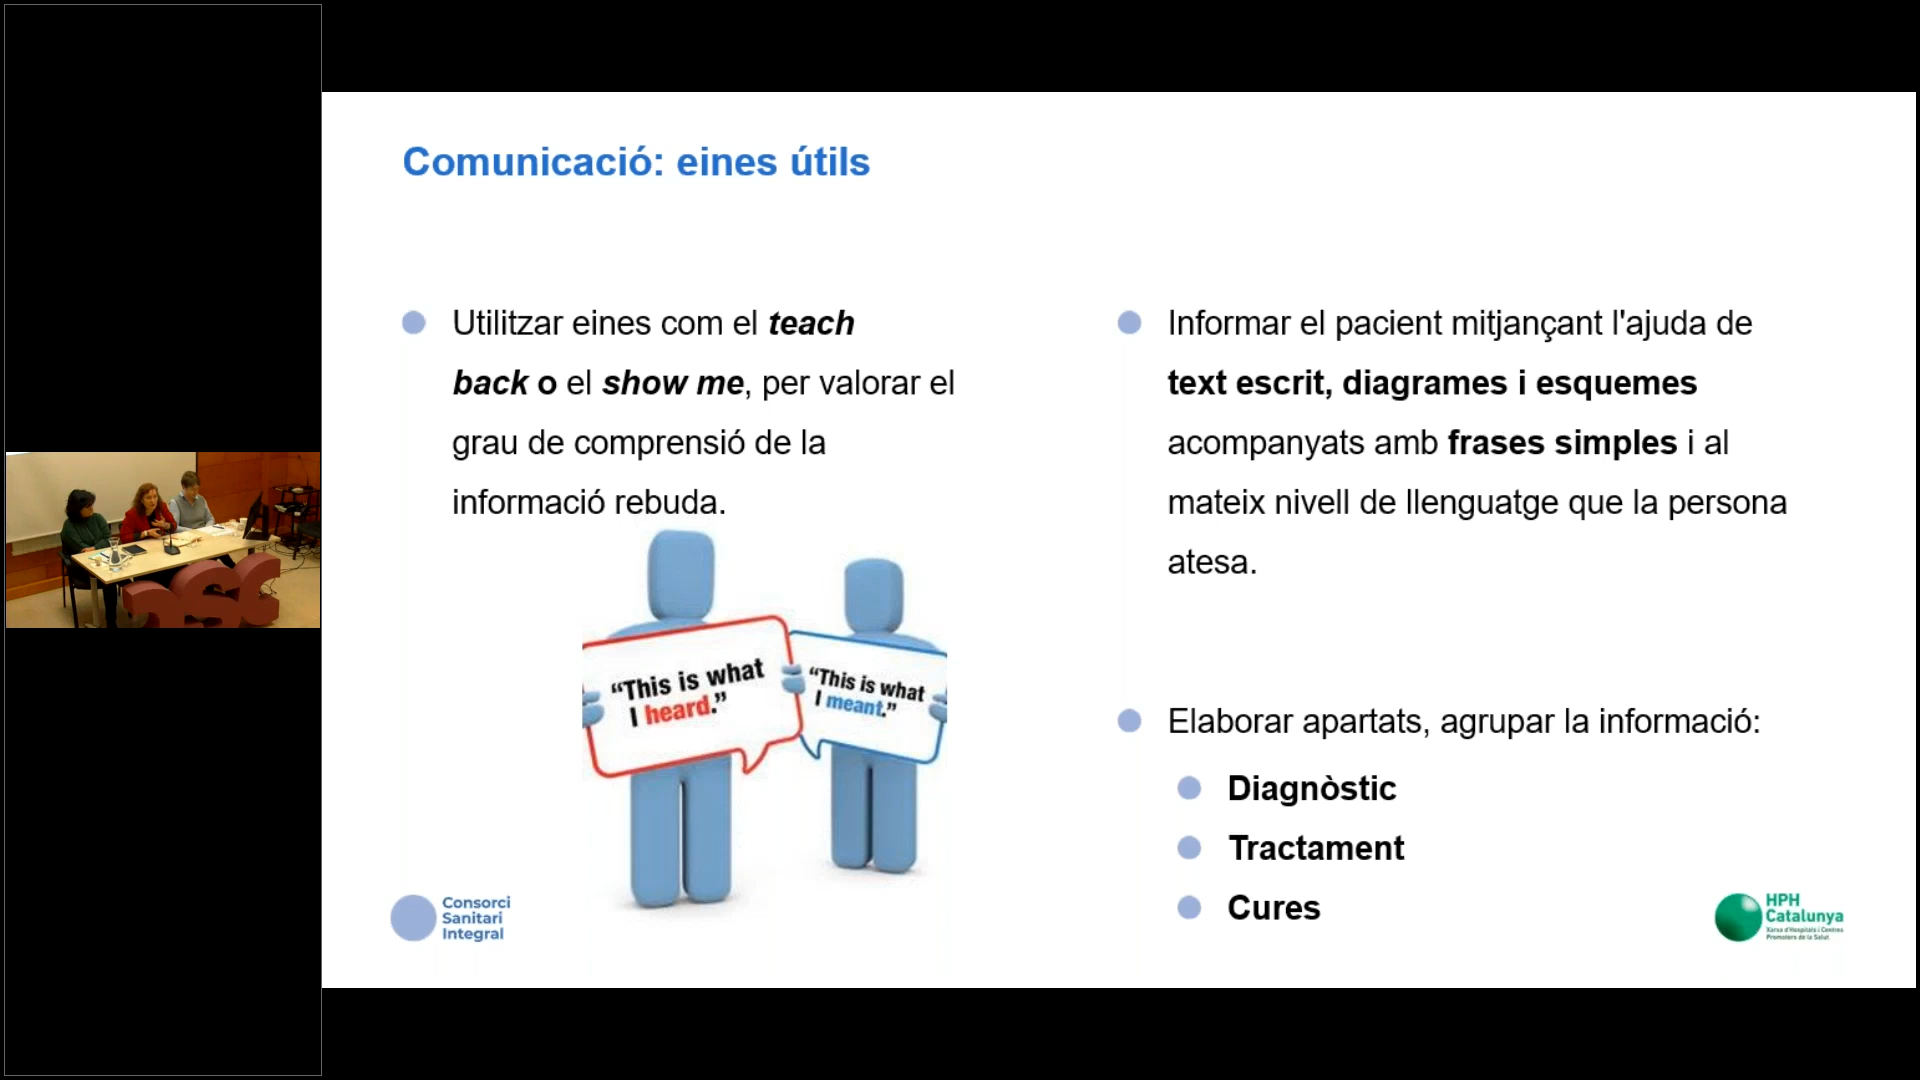 Comunicació: eines útils
Utilitzar eines com el teach
back o el show me, per valorar el
grau de comprensió de la
informació rebuda.
"This is what
I heard."
"This is what
I meant."
Informar el pacient mitjançant l'ajuda de
text escrit, diagrames i esquemes
acompanyats amb frases simples i al
mateix nivell de llenguatge que la persona
atesa.
Elaborar apartats, agrupar la informació:
Diagnòstic
Tractament
Cures
Consorci
Sanitari
Integral
HPH
Catalunya
Xarxa d'Hospitals i Centres
Promotors de la Salut